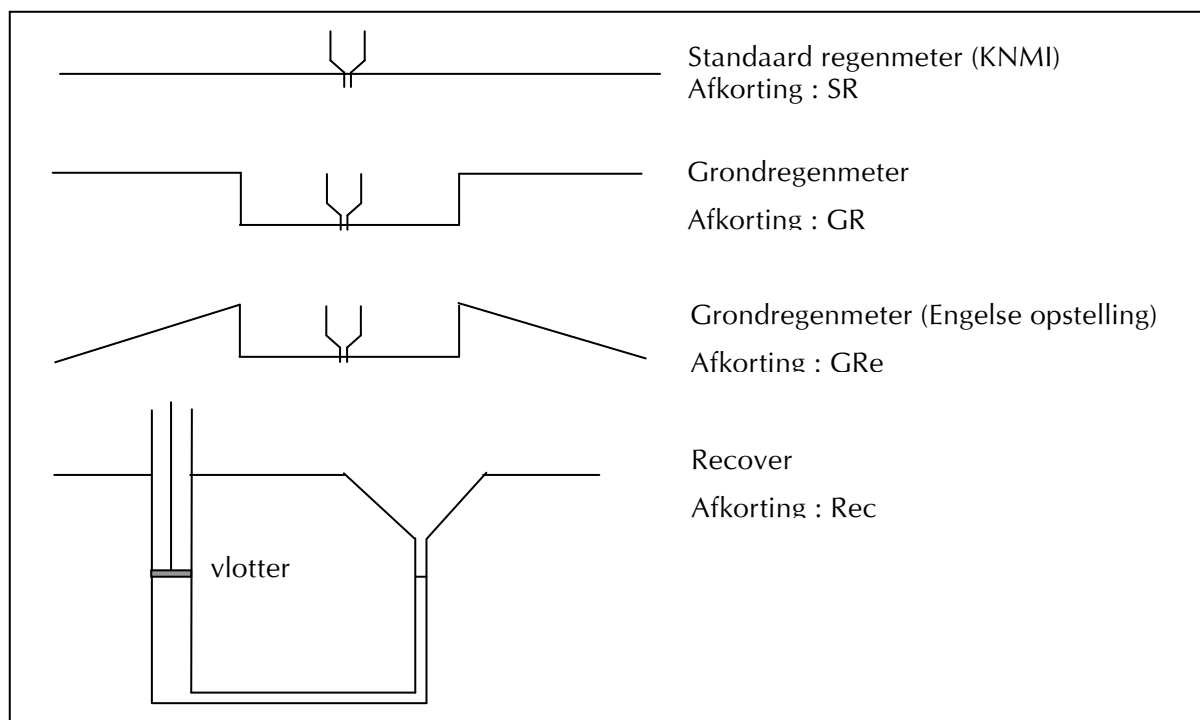 Standaard regenmeter (KNMI)
Afkorting : SR
Grondregenmeter
Afkorting : GR
Grondregenmeter (Engelse opstelling)
Afkorting : GRe
Recover
Afkorting : Rec
vlotter